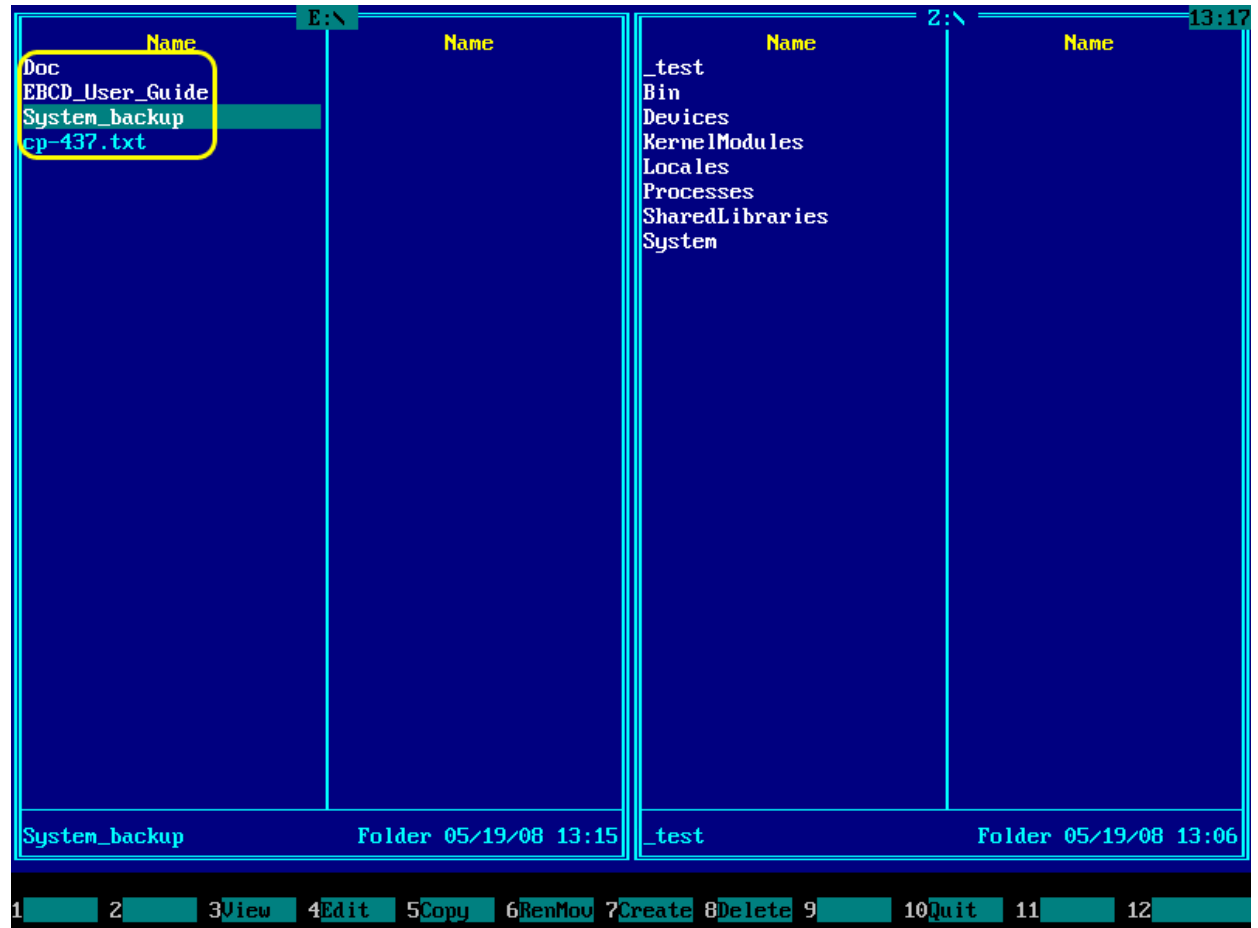 E:\ Z:\ 13:17
Name Name Name Name
Doc _test
EBCD_User_Guide Bin
System_backup Devices
cp-437.txt KernelModules
Locales
Processes
SharedLibraries
System
System_backup Folder 05/19/08 13:15 _test Folder 05/19/08 13:06
1 2 3View 4Edit 5Copy 6RenMov 7Create 8Delete 9 10Quit 11 12